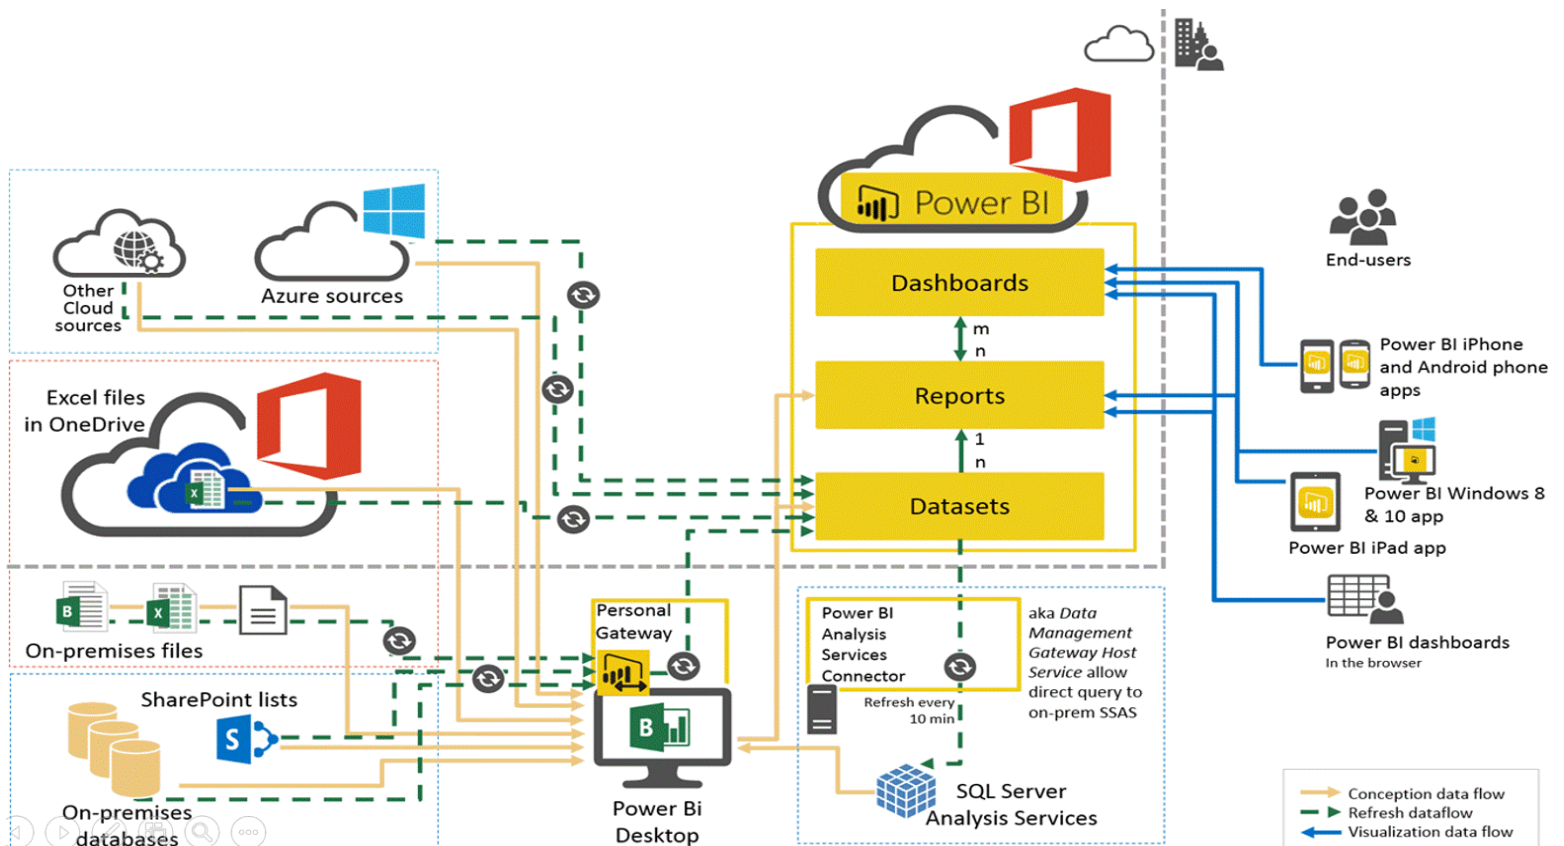 Power BI
Dashboards
m
n
Reports
1
n
Datasets
Other
Cloud
sources
Azure sources
Excel files
in OneDrive
X
B
X
On-premises files
SharePoint lists
S
On-premises
databases
Personal
Gateway
B
Power Bi
Desktop
Power BI
Analysis
Services
Connector
Refresh every
10 min
aka Data
Management
Gateway Host
Service allow
direct query to
on-prem SSAS
SQL Server
Analysis Services
End-users
Power BI iPhone
and Android phone
apps
Power BI Windows 8
& 10 app
Power BI iPad app
Power BI dashboards
In the browser
Conception data flow
Refresh dataflow
Visualization data flow